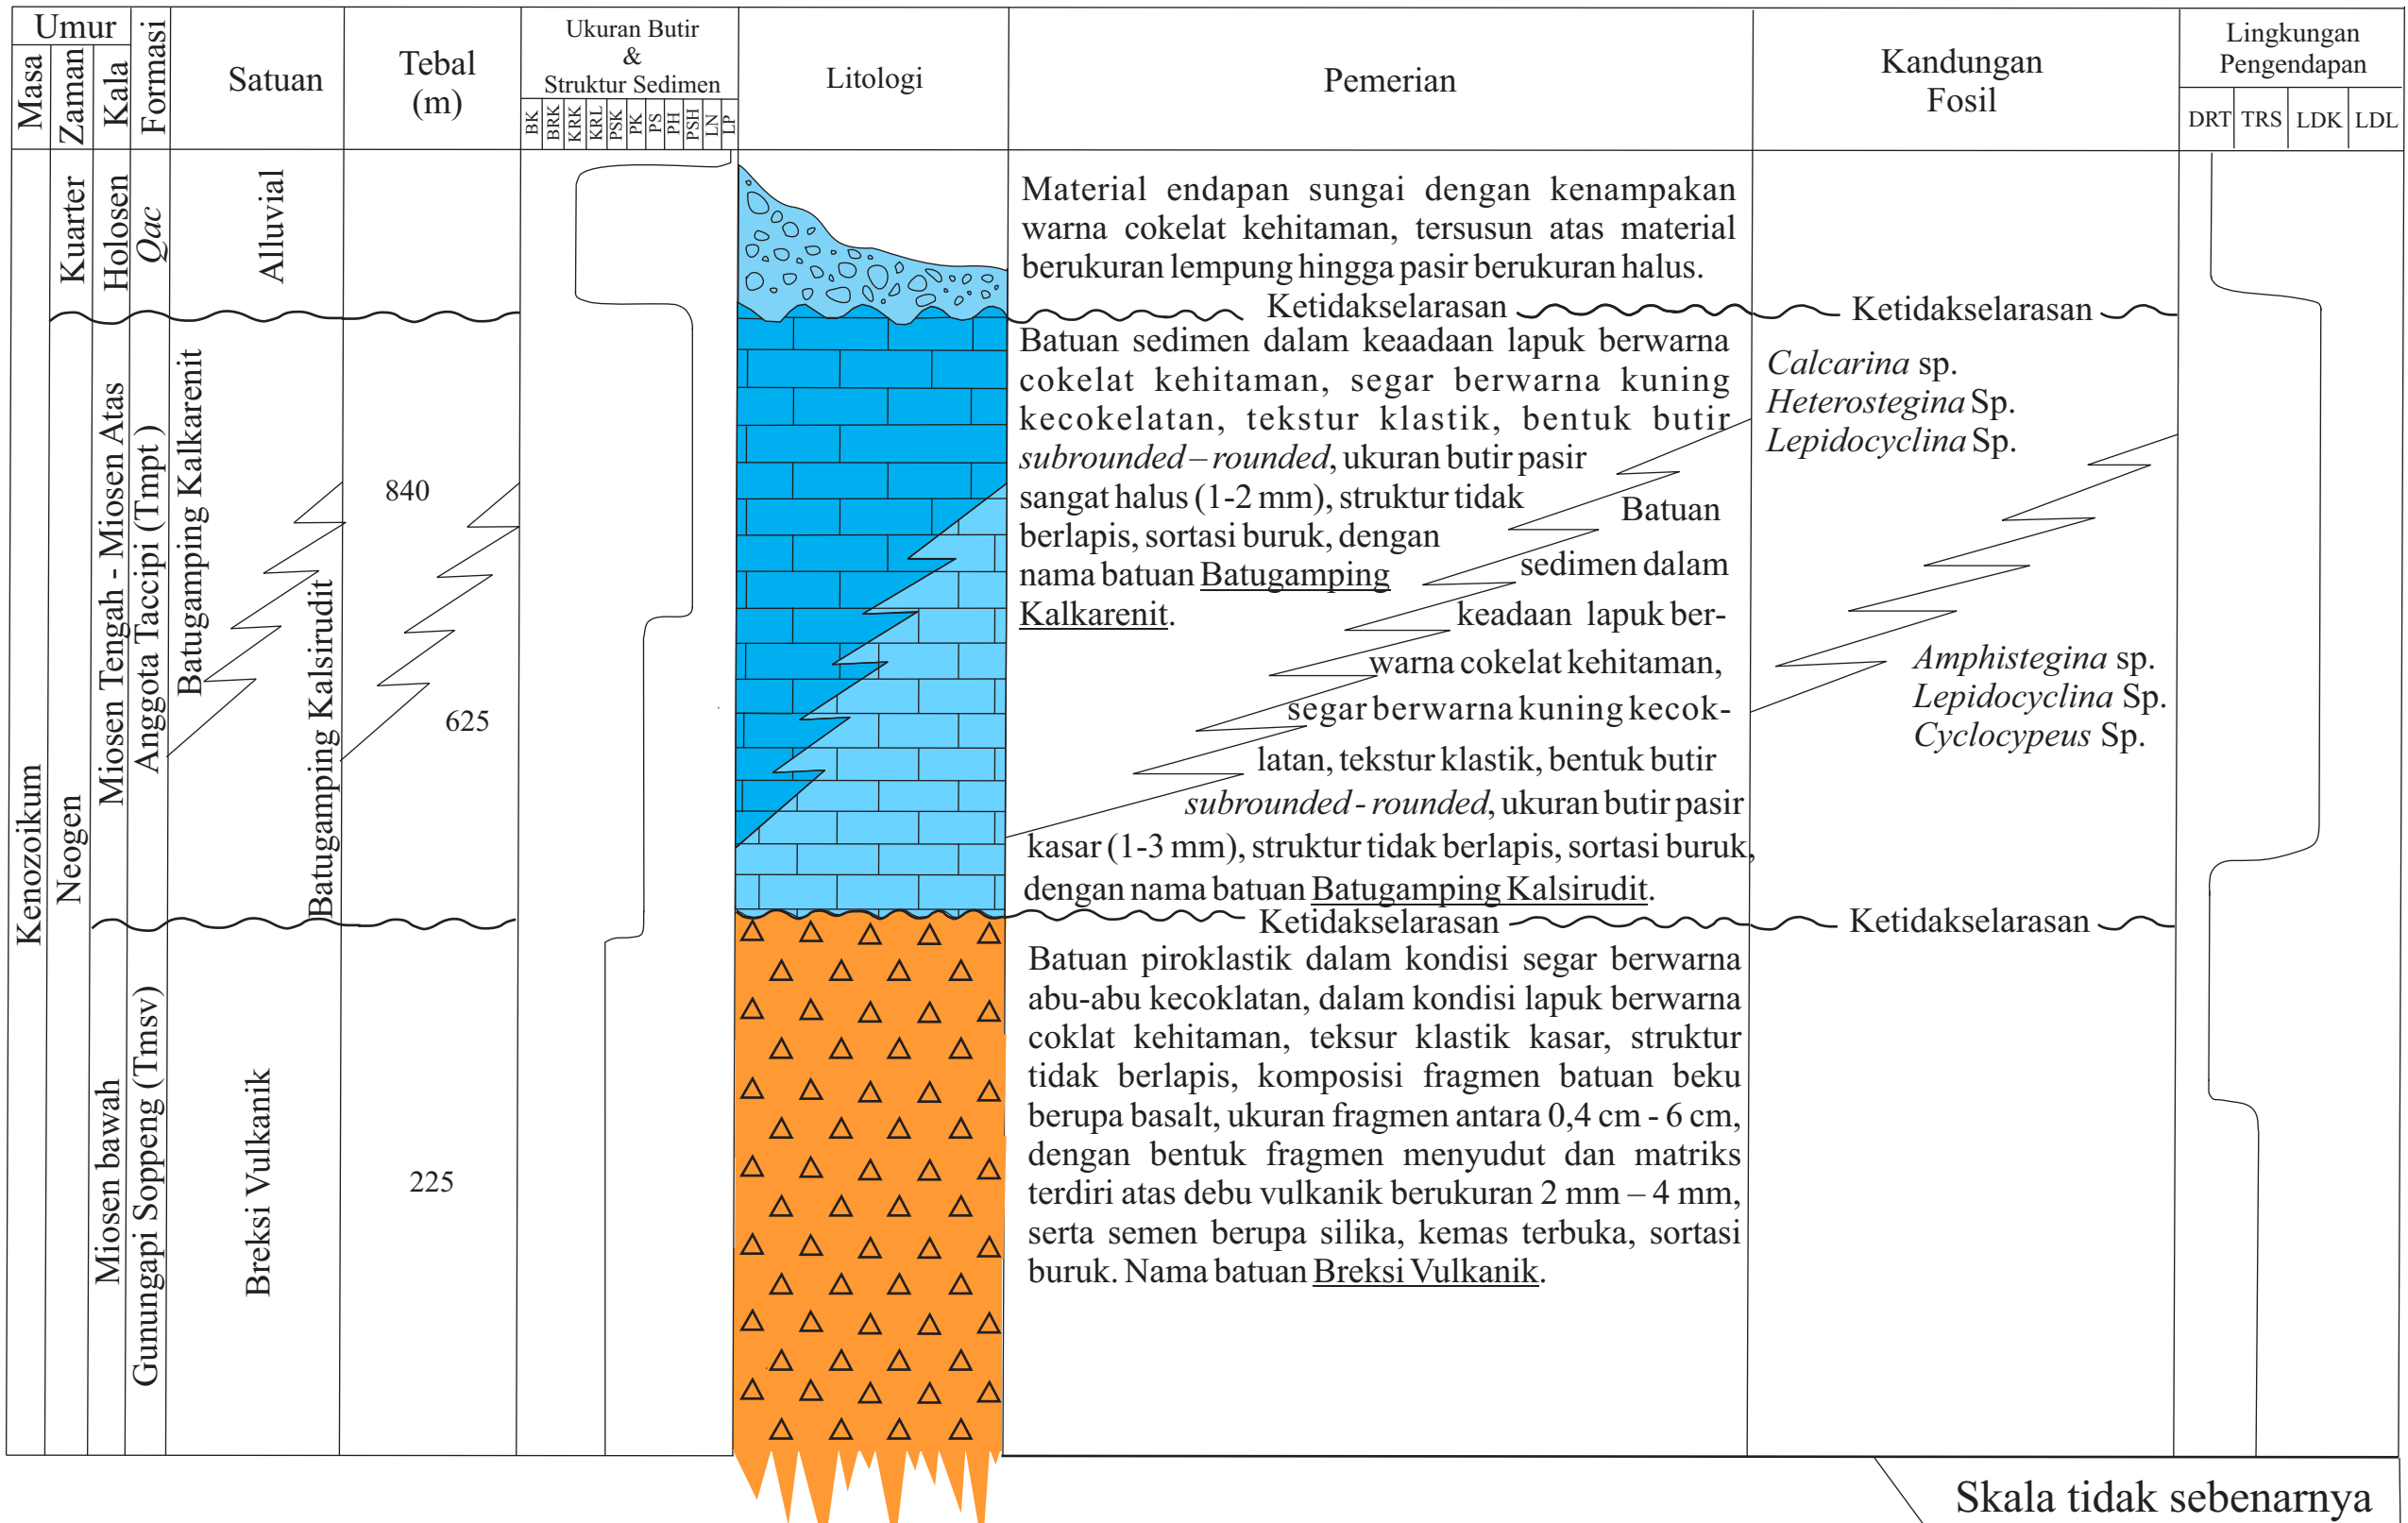 Umur
Masa
Zaman
Kala
Formasi
Satuan
Tebal
(m)
Ukuran Butir
&
Struktur Sedimen
BK
BRK
KRK
KRL
PSK
PK
PS
PH
PSH
LN
LP
Litologi
Pemerian
Kandungan
Fosil
Lingkungan
Pengendapan
DRT
TRS
LDK
LDL
Kenozoikum
Kuarter
Holosen
Qac
Alluvial
Material endapan sungai dengan kenampakan
warna cokelat kehitaman, tersusun atas material
berukuran lempung hingga pasir berukuran halus.
Ketidakselarasan
Ketidakselarasan
Neogen
Miosen Tengah - Miosen Atas
Anggota Taccipi (Tmpt )
Batugamping Kalkarenit
840
Batugamping Kalsirudit
625
Batuan sedimen dalam keaadaan lapuk berwarna
cokelat kehitaman, segar berwarna kuning
kecokelatan, tekstur klastik, bentuk butir
subrounded – rounded, ukuran butir pasir
sangat halus (1-2 mm), struktur tidak
berlapis, sortasi buruk, dengan
nama batuan Batugamping
Kalkarenit.
Batuan
sedimen dalam
keadaan lapuk ber-
warna cokelat kehitaman,
segar berwarna kuning kecok-
latan, tekstur klastik, bentuk butir
subrounded - rounded, ukuran butir pasir
kasar (1-3 mm), struktur tidak berlapis, sortasi buruk,
dengan nama batuan Batugamping Kalsirudit.
Calcarina sp.
Heterostegina Sp.
Lepidocyclina Sp.
Amphistegina sp.
Lepidocyclina Sp.
Cyclocypeus Sp.
Ketidakselarasan
Ketidakselarasan
Miosen bawah
Gunungapi Soppeng (Tmsv)
Breksi Vulkanik
225
Batuan piroklastik dalam kondisi segar berwarna
abu-abu kecoklatan, dalam kondisi lapuk berwarna
coklat kehitaman, teksur klastik kasar, struktur
tidak berlapis, komposisi fragmen batuan beku
berupa basalt, ukuran fragmen antara 0,4 cm - 6 cm,
dengan bentuk fragmen menyudut dan matriks
terdiri atas debu vulkanik berukuran 2 mm – 4 mm,
serta semen berupa silika, kemas terbuka, sortasi
buruk. Nama batuan Breksi Vulkanik.
Skala tidak sebenarnya